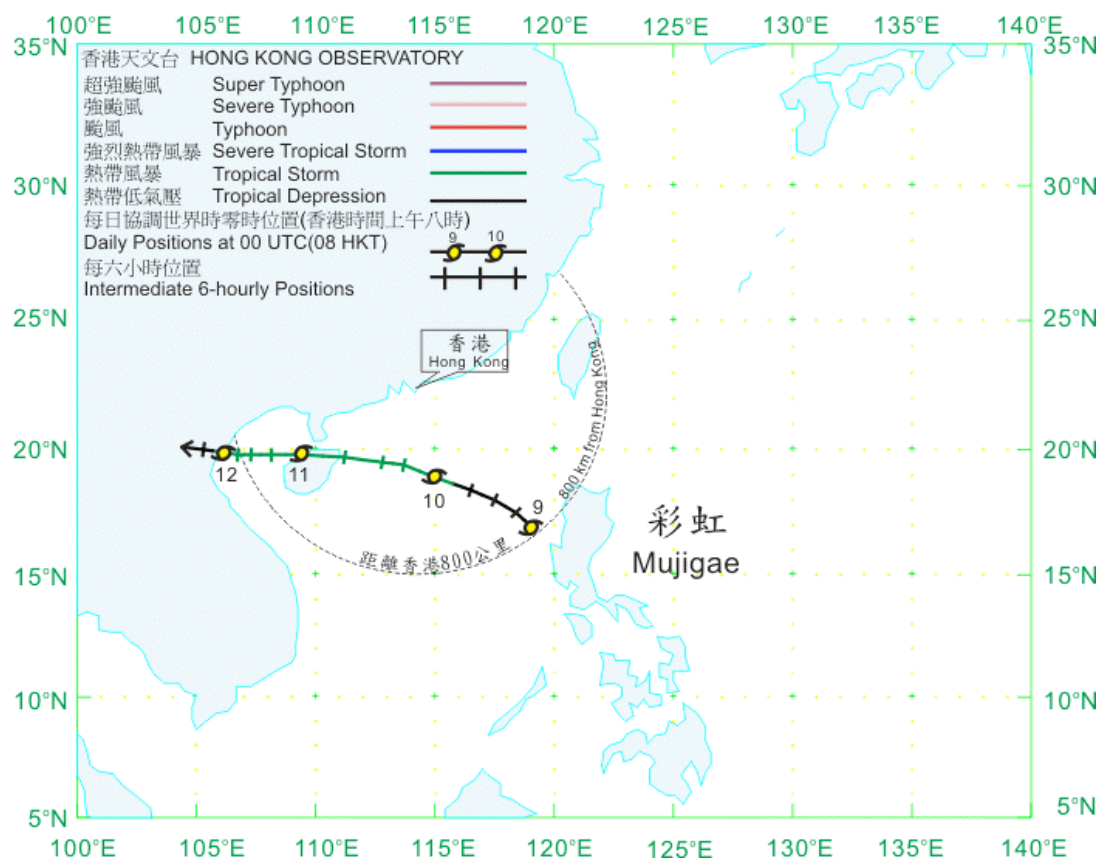 100°E 105°E 110°E 115°E 120°E 125°E 130°E 135°E 140°E
35°N 35°N
香港天文台 HONG KONG OBSERVATORY
超強颱風 Super Typhoon
強颱風 Severe Typhoon
颱風 Typhoon
強烈熱帶風暴 Severe Tropical Storm
熱帶風暴 Tropical Storm
30°N 30°N
熱帶低氣壓 Tropical Depression
每日協調世界時零時位置(香港時間上午八時)
Daily Positions at 00 UTC(08 HKT) 9 10
每六小時位置
Intermediate 6-hourly Positions
25°N 25°N
香港
Hong Kong
800 km from Hong Kong
20°N 20°N
12 11 10 9
距離香港800公里
彩虹
Mujigae
15°N 15°N
10°N 10°N
5°N 5°N
100°E 105°E 110°E 115°E 120°E 125°E 130°E 135°E 140°E